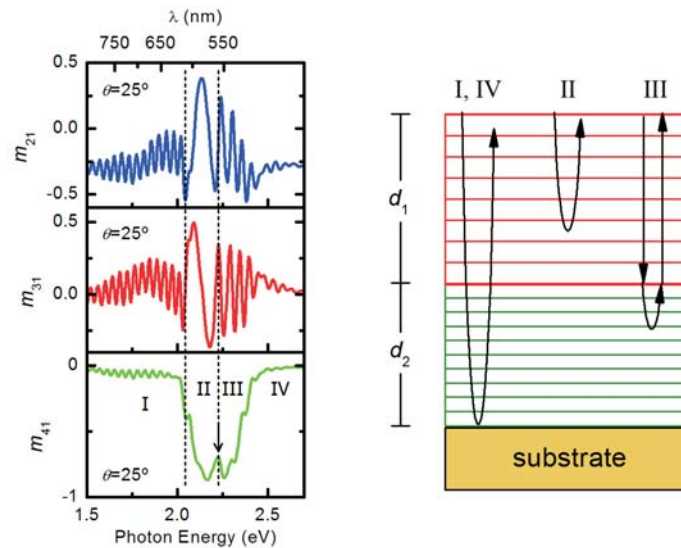 λ (nm)
750 650 550
0.5
θ=25°
m21
0.0
-0.5
0.5
θ=25°
m31
0.0
0
I II III IV
m41
θ=25°
-1
1.5 2.0 2.5
Photon Energy (eV)
I, IV II III
d1
d2
substrate